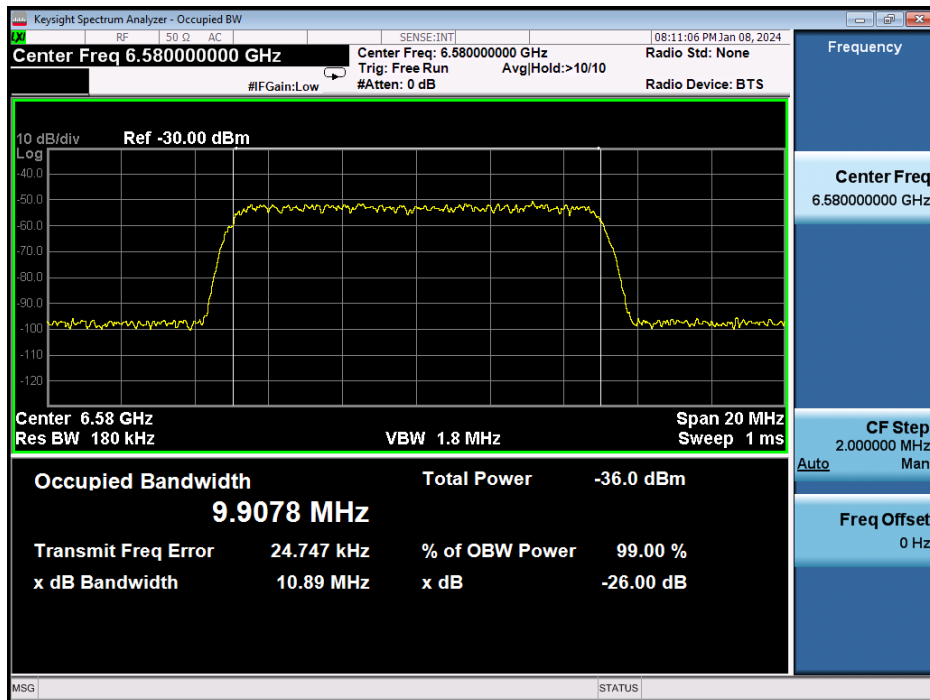 Keysight Spectrum Analyzer - Occupied BW
LXI RF 50 Ω AC SENSE:INT 08:11:06 PM Jan 08, 2024
Center Freq 6.580000000 GHz
#IFGain:Low
Center Freq: 6.580000000 GHz
Trig: Free Run Avg|Hold:>10/10
#Atten: 0 dB
Radio Std: None
Radio Device: BTS
10 dB/div Ref -30.00 dBm
Log
-40.0
-50.0
-60.0
-70.0
-80.0
-90.0
-100
-110
-120
Center 6.58 GHz Span 20 MHz
Res BW 180 kHz VBW 1.8 MHz Sweep 1 ms
Occupied Bandwidth Total Power -36.0 dBm
9.9078 MHz
Transmit Freq Error 24.747 kHz % of OBW Power 99.00 %
x dB Bandwidth 10.89 MHz x dB -26.00 dB
MSG STATUS
Frequency
Center Freq
6.580000000 GHz
CF Step
2.000000 MHz
Auto Man
Freq Offset
0 Hz